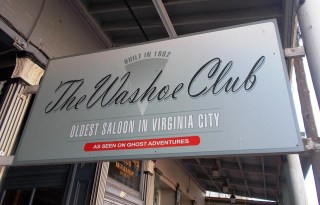 BUILT IN 1862
The Washoe Club
OLDEST SALOON IN VIRGINIA CITY
AS SEEN ON GHOST ADVENTURES